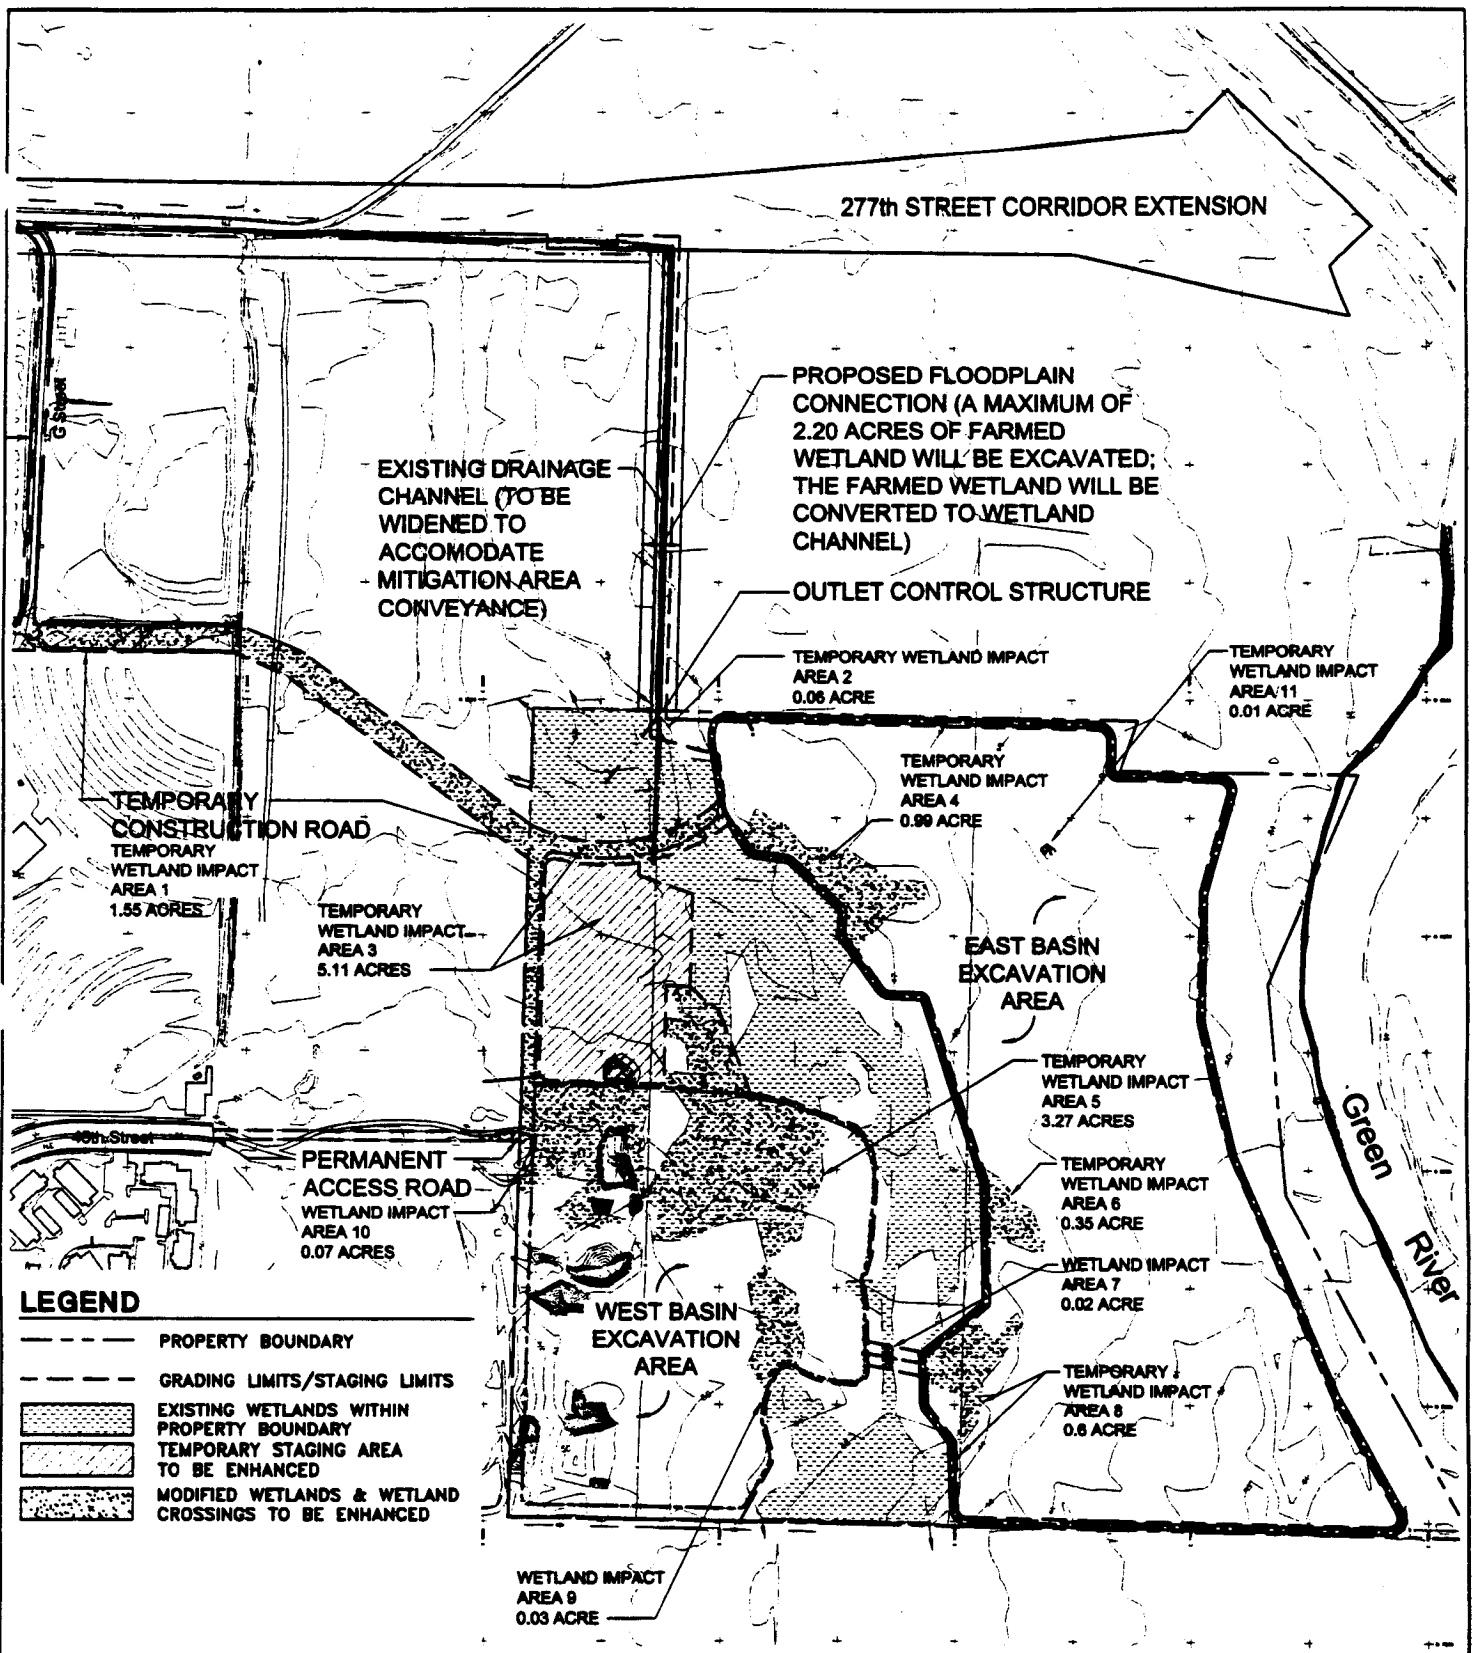 277th STREET CORRIDOR EXTENSION
G Street
PROPOSED FLOODPLAIN
CONNECTION (A MAXIMUM OF
2.20 ACRES OF FARMED
WETLAND WILL BE EXCAVATED;
THE FARMED WETLAND WILL BE
CONVERTED TO WETLAND
CHANNEL)
EXISTING DRAINAGE
CHANNEL (TO BE
WIDENED TO
ACCOMODATE
MITIGATION AREA
CONVEYANCE)
OUTLET CONTROL STRUCTURE
TEMPORARY WETLAND IMPACT
AREA 2
0.06 ACRE
TEMPORARY
WETLAND IMPACT
AREA 11
0.01 ACRE
TEMPORARY
WETLAND IMPACT
AREA 4
0.99 ACRE
TEMPORARY
CONSTRUCTION ROAD
TEMPORARY
WETLAND IMPACT
AREA 1
1.55 ACRES
TEMPORARY
WETLAND IMPACT
AREA 3
5.11 ACRES
EAST BASIN
EXCAVATION
AREA
TEMPORARY
WETLAND IMPACT
AREA 5
3.27 ACRES
Green
River
TEMPORARY
WETLAND IMPACT
AREA 6
0.35 ACRE
Street
PERMANENT
ACCESS ROAD
WETLAND IMPACT
AREA 10
0.07 ACRES
WETLAND IMPACT
AREA 7
0.02 ACRE
WEST BASIN
EXCAVATION
AREA
TEMPORARY
WETLAND IMPACT
AREA 8
0.6 ACRE
LEGEND
PROPERTY BOUNDARY
GRADING LIMITS/STAGING LIMITS
EXISTING WETLANDS WITHIN
PROPERTY BOUNDARY
TEMPORARY STAGING AREA
TO BE ENHANCED
MODIFIED WETLANDS & WETLAND
CROSSINGS TO BE ENHANCED
WETLAND IMPACT
AREA 9
0.03 ACRE